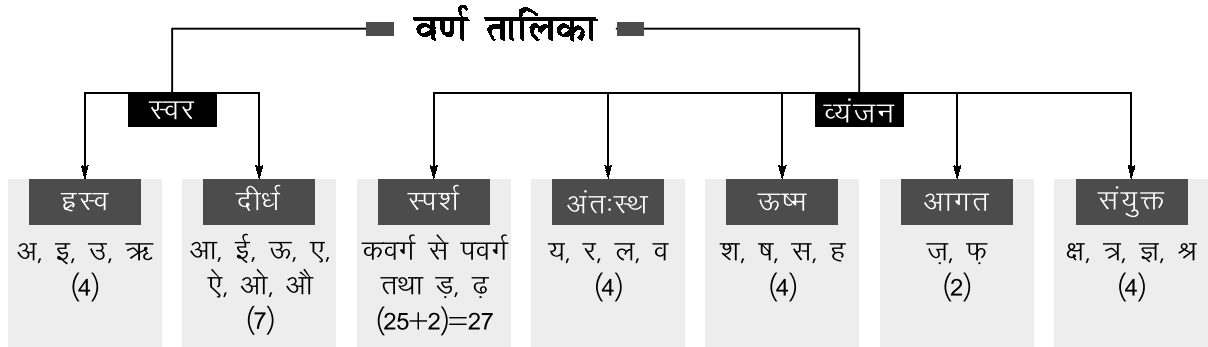 वर्ण तालिका
स्वर
व्यंजन
ह्रस्व
अ, इ, उ, ऋ
(4)
दीर्ध
आ, ई, ऊ, ए,
ऐ, ओ, औ
(7)
स्पर्श
कवर्ग से पवर्ग
तथा ड़, ढ़
(25+2)=27
अंतःस्थ
य, र, ल, व
(4)
ऊष्म
श, ष, स, ह
(4)
आगत
ज़, फ़
(2)
संयुक्त
क्ष, त्र, ज्ञ, श्र
(4)